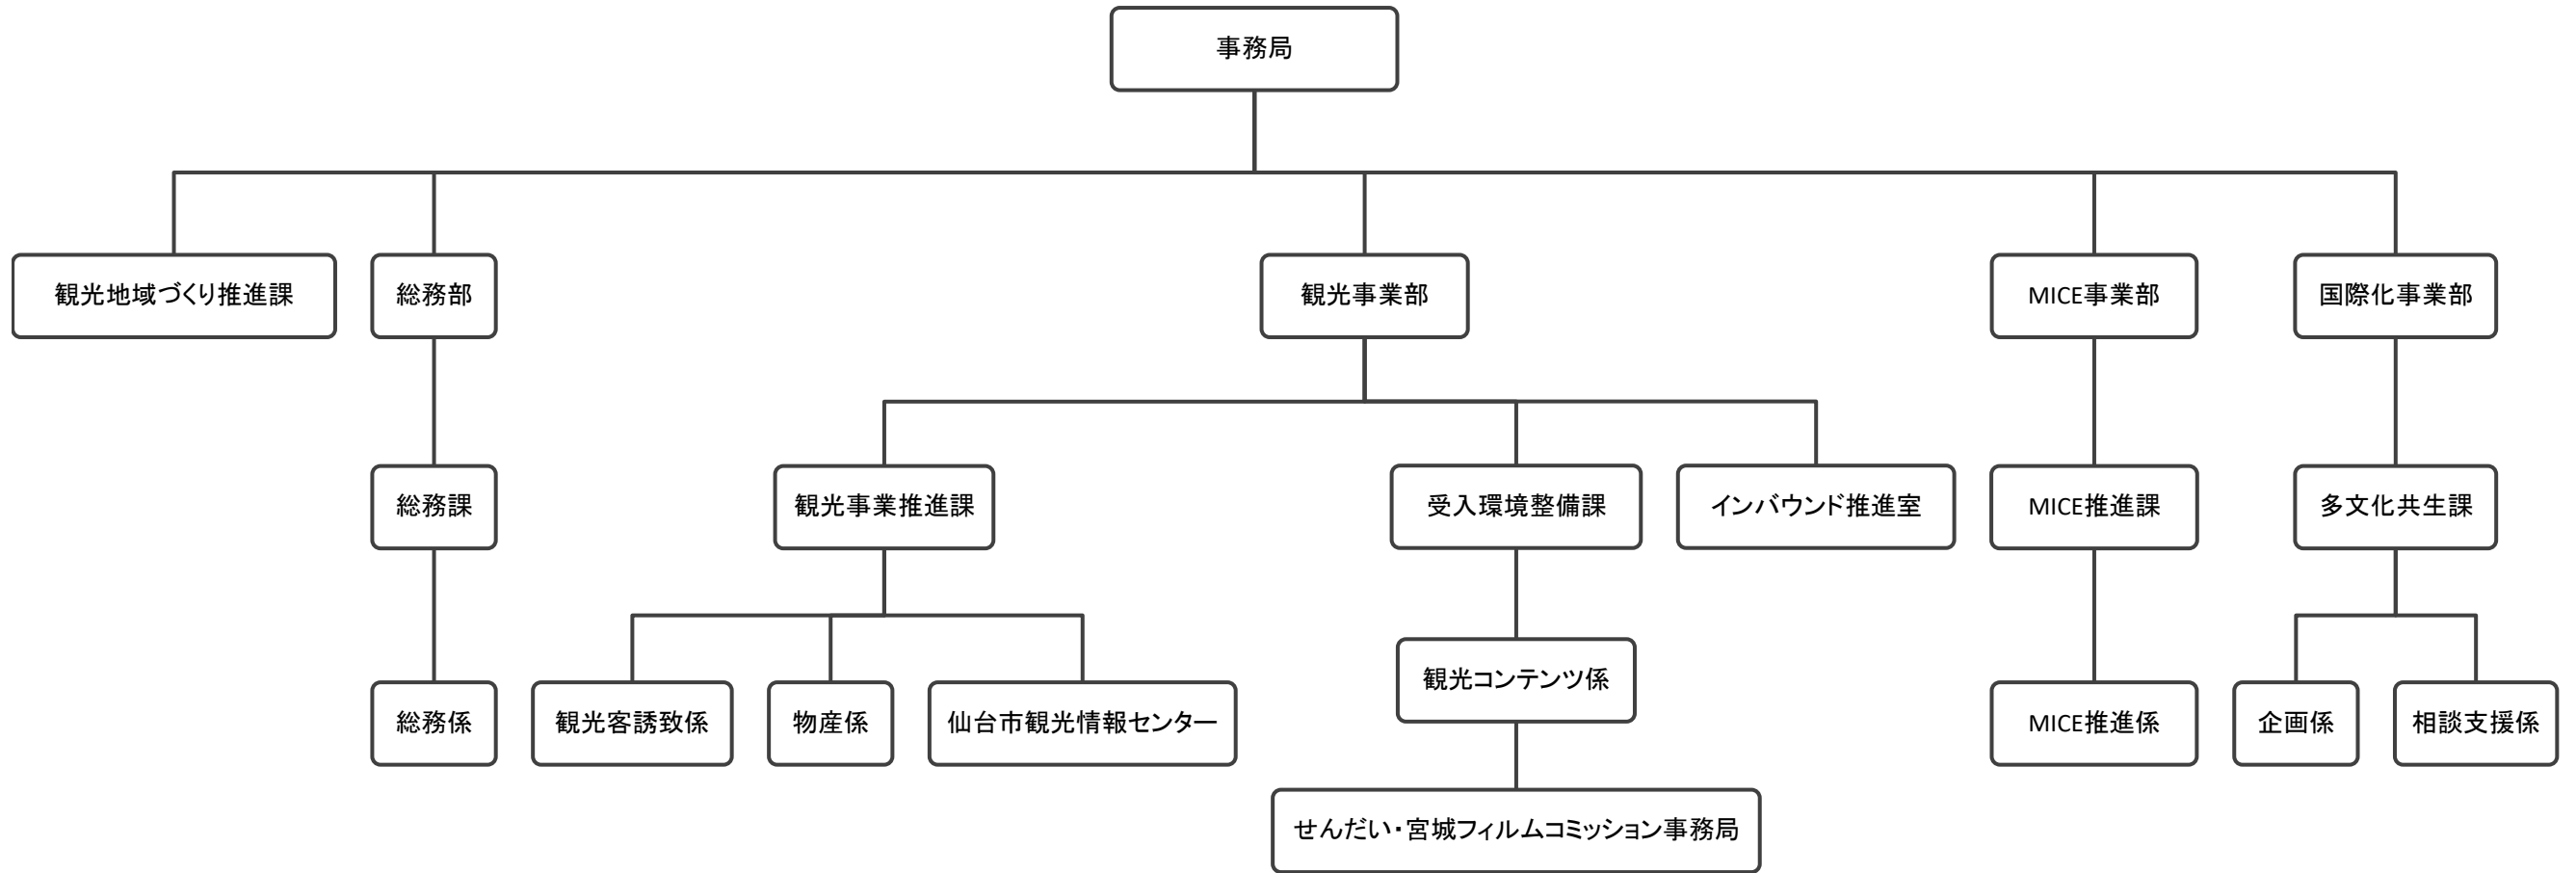 事務局
観光地域づくり推進課
総務部
観光事業部
MICE事業部
国際化事業部
総務課
観光事業推進課
受入環境整備課
インバウンド推進室
MICE推進課
多文化共生課
観光コンテンツ係
総務係
観光客誘致係
物産係
仙台市観光情報センター
MICE推進係
企画係
相談支援係
せんだい・宮城フィルムコミッション事務局